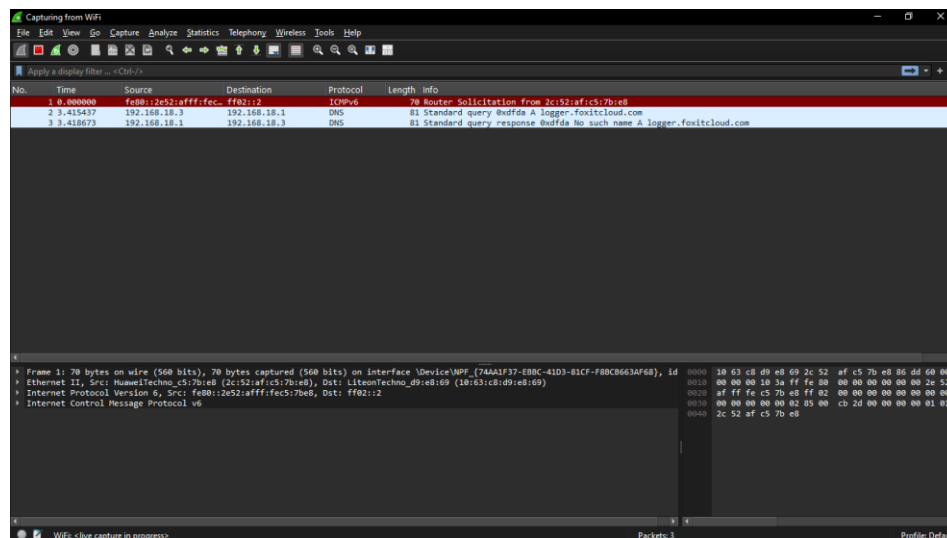 Capturing from WiFi
File Edit View Go Capture Analyze Statistics Telephony Wireless Tools Help
Apply a display filter ... <Ctrl-/>
No. Time Source Destination Protocol Length Info
1 0.000000 fe80::2e52:afff:fec… ff02::2 ICMPv6 70 Router Solicitation from 2c:52:af:c5:7b:e8
2 3.415437 192.168.18.3 192.168.18.1 DNS 81 Standard query 0xdfda A logger.foxitcloud.com
3 3.418673 192.168.18.1 192.168.18.3 DNS 81 Standard query response 0xdfda No such name A logger.foxitcloud.com
Frame 1: 70 bytes on wire (560 bits), 70 bytes captured (560 bits) on interface \Device\NPF_{74AA1F37-EBBC-41D3-81CF-F8BCB663AF68}, id
Ethernet II, Src: HuaweiTechno_c5:7b:e8 (2c:52:af:c5:7b:e8), Dst: LiteonTechno_d9:e8:69 (10:63:c8:d9:e8:69)
Internet Protocol Version 6, Src: fe80::2e52:afff:fec5:7be8, Dst: ff02::2
Internet Control Message Protocol v6
0000 10 63 c8 d9 e8 69 2c 52 af c5 7b e8 86 dd 60 00
0010 00 00 00 10 3a ff fe 80 00 00 00 00 00 00 2e 52
0020 af ff fe c5 7b e8 ff 02 00 00 00 00 00 00 00 00
0030 00 00 00 00 00 02 85 00 cb 2d 00 00 00 00 01 01
0040 2c 52 af c5 7b e8
WiFi: <live capture in progress> Packets: 3 Profile: Defa